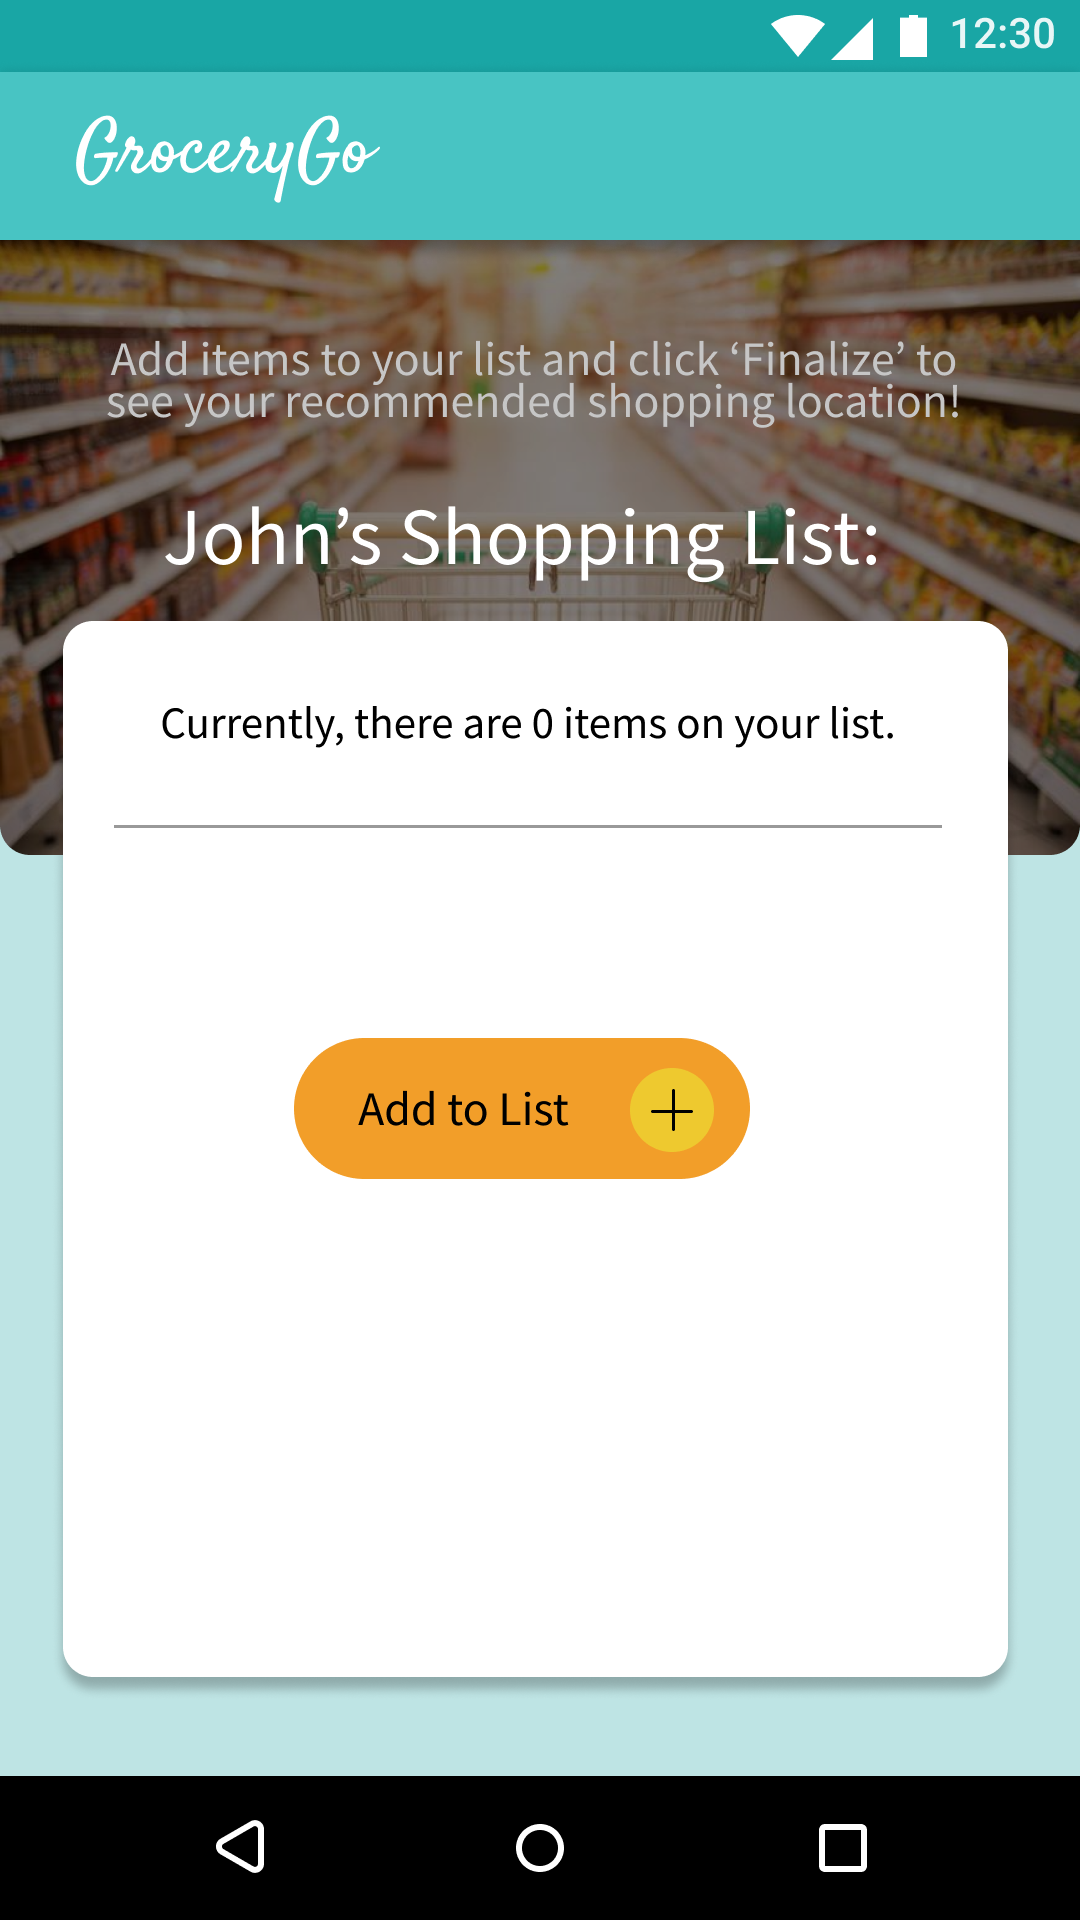 12:30
GroceryGo
Add items to your list and click ‘Finalize’ to
see your recommended shopping location!
John’s Shopping List:
Currently, there are 0 items on your list.
Add to List